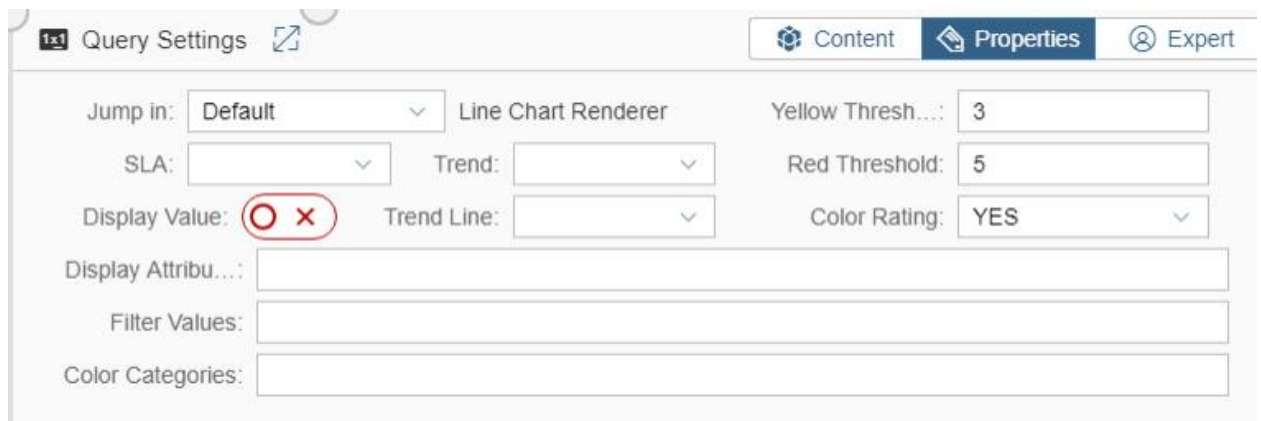 1x1 Query Settings Content Properties Expert
Jump in: Default Line Chart Renderer Yellow Thresh...: 3
SLA: Trend: Red Threshold: 5
Display Value: Trend Line: Color Rating: YES
Display Attribu...:
Filter Values:
Color Categories: